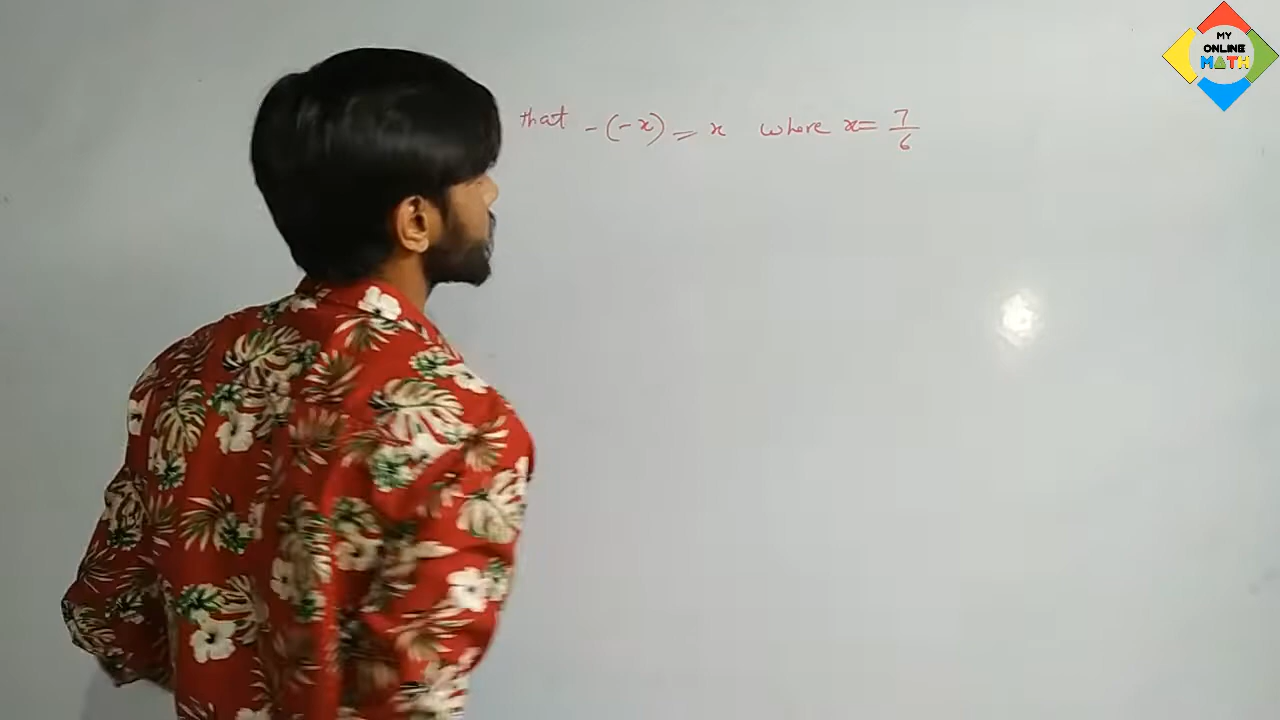 that -(-x) = x where x = 7/6
MY
ONLINE
MATH